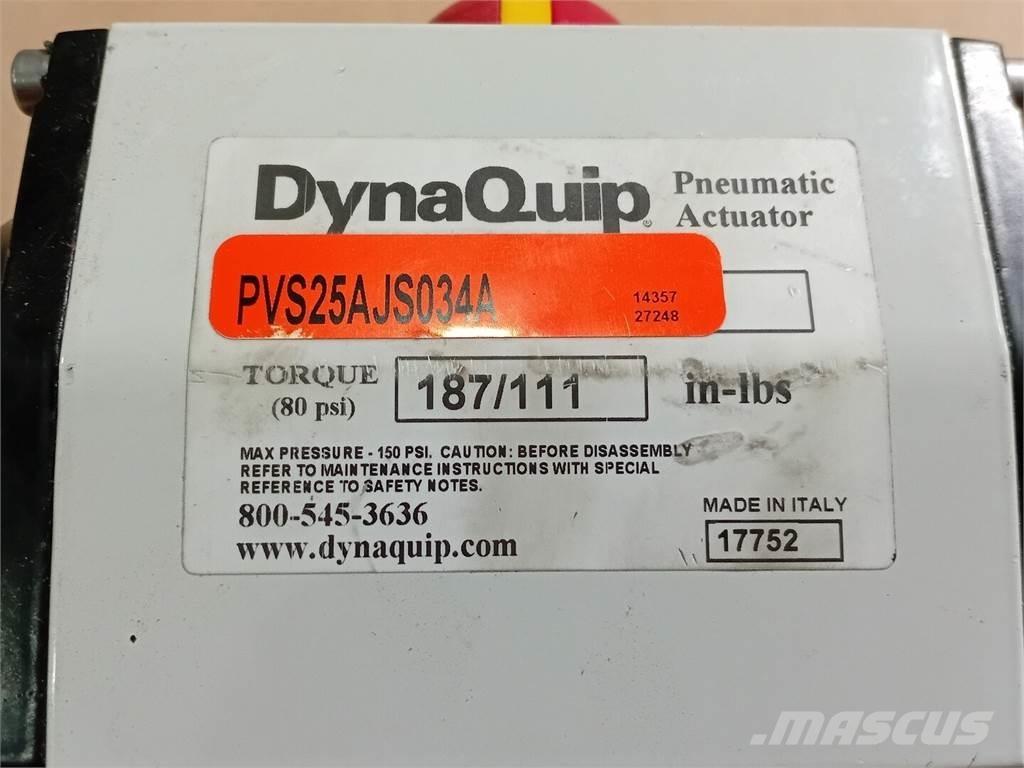 DynaQuip®
Pneumatic
Actuator
PVS25AJS034A
14357
27248
TORQUE
(80 psi)
187/111
in-lbs
MAX PRESSURE - 150 PSI. CAUTION: BEFORE DISASSEMBLY
REFER TO MAINTENANCE INSTRUCTIONS WITH SPECIAL
REFERENCE TO SAFETY NOTES.
800-545-3636
www.dynaquip.com
MADE IN ITALY
17752
MASCUS